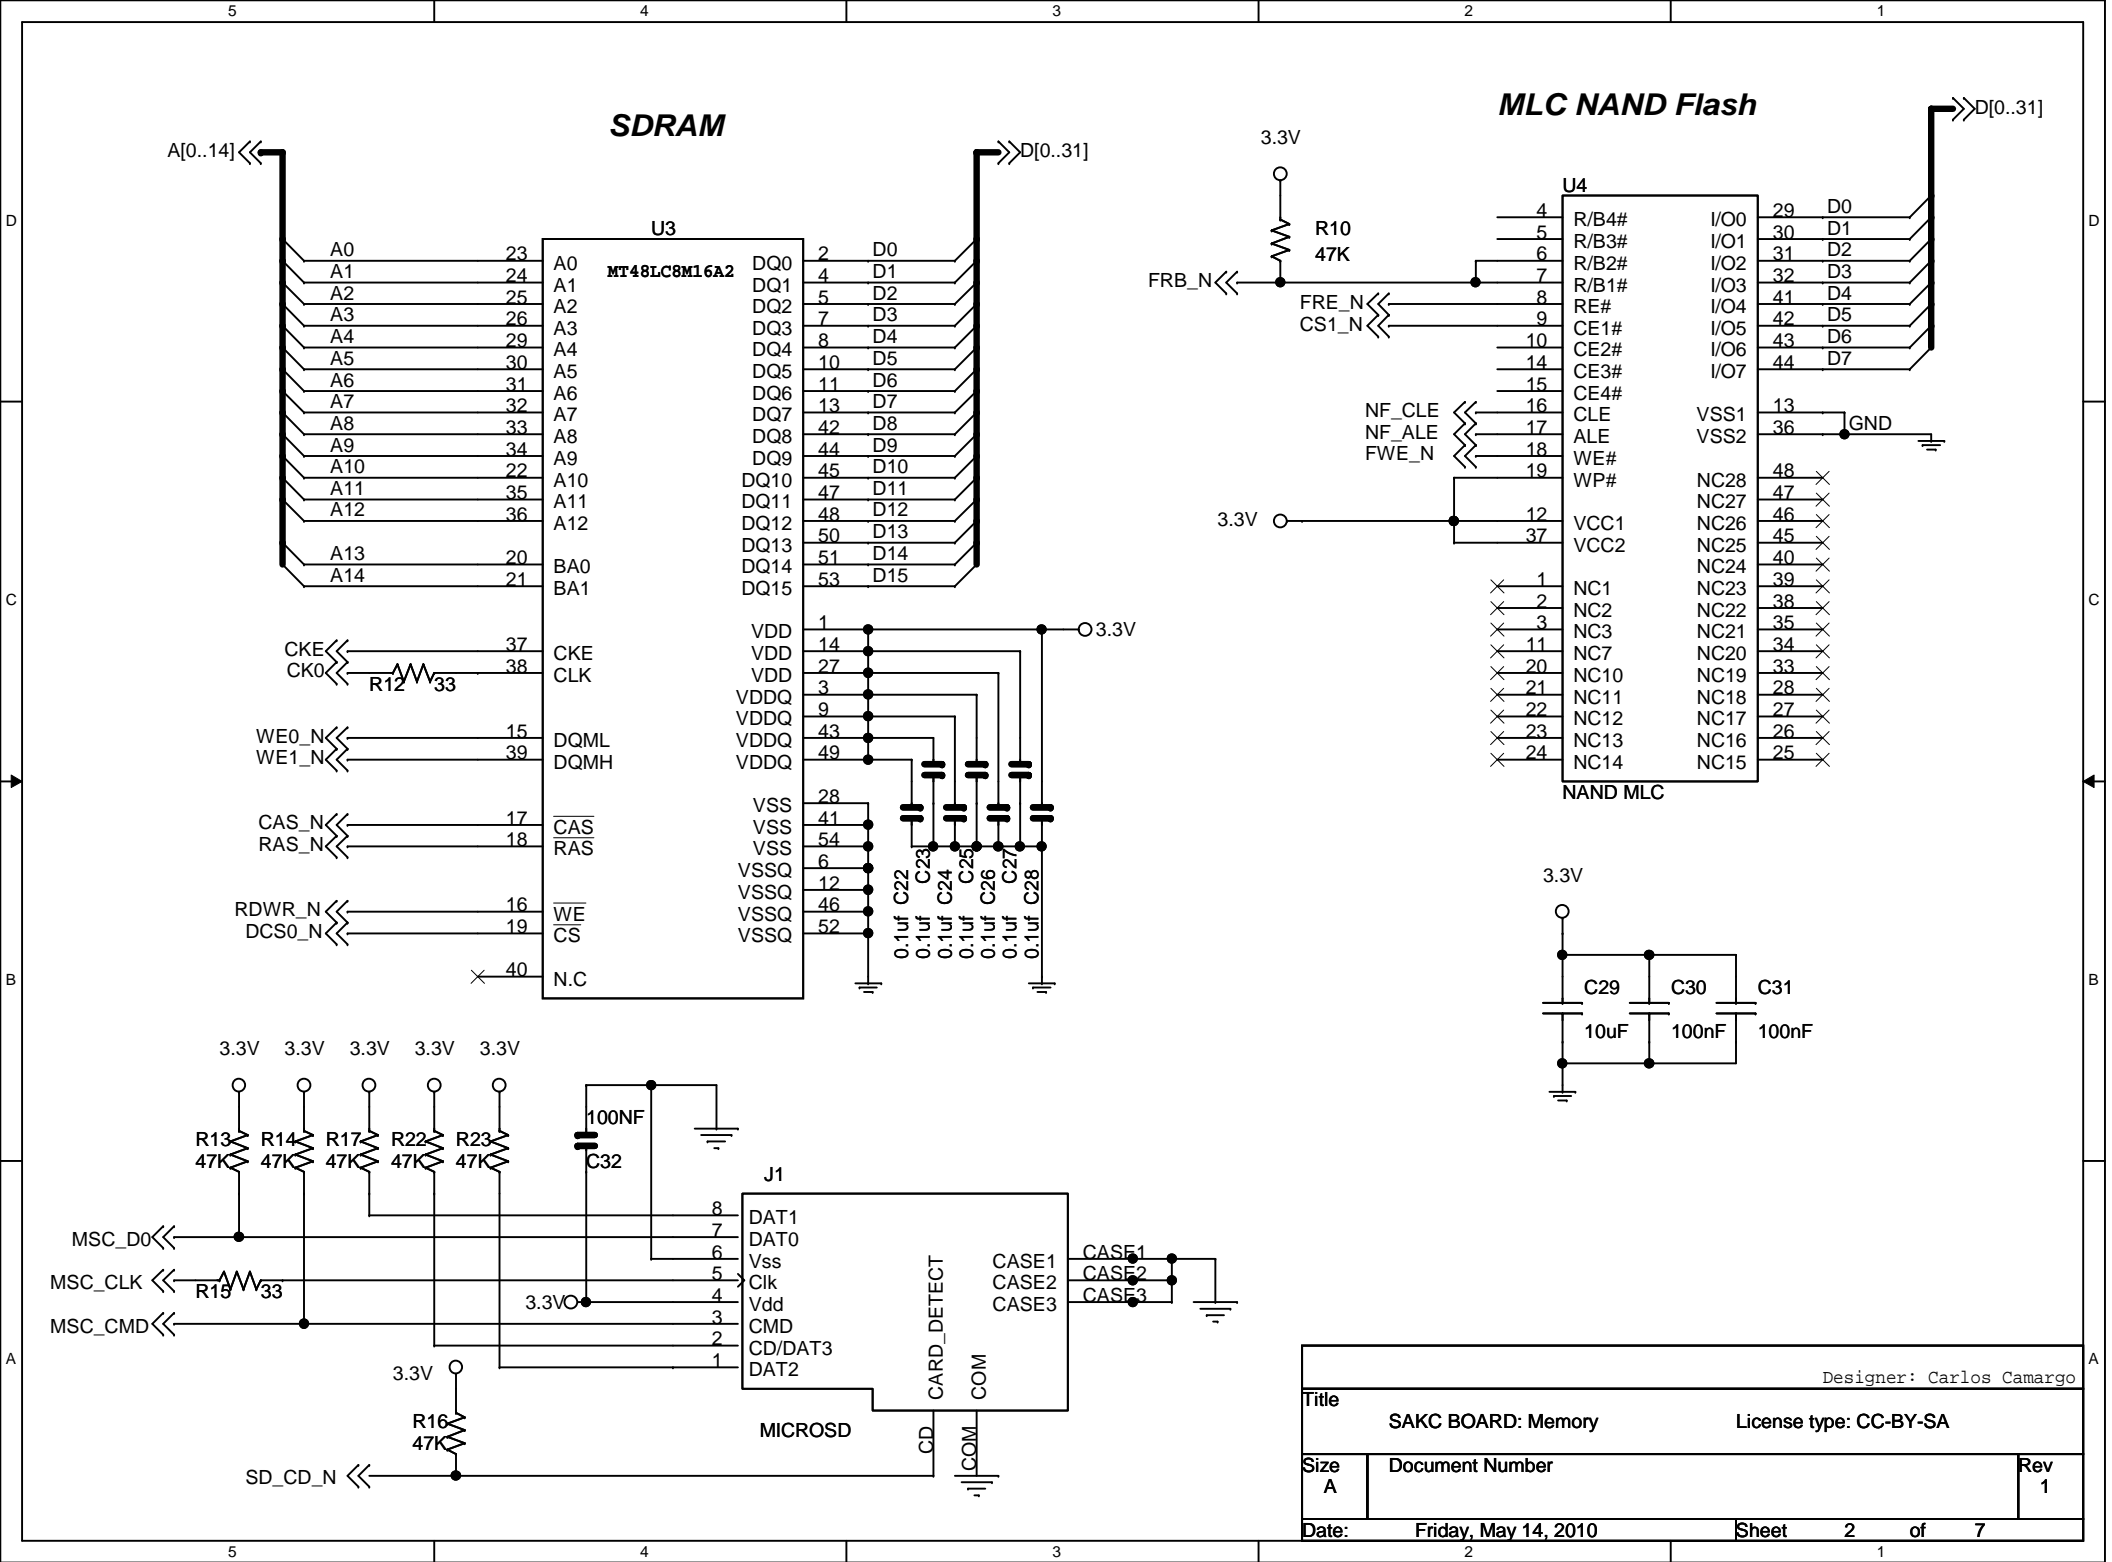 5 4 3 2 1
SDRAM
MLC NAND Flash
A[0..14]
D[0..31]
D[0..31]
3.3V
R10
47K
FRB_N
FRE_N
CS1_N
NF_CLE
NF_ALE
FWE_N
3.3V
U4
4 R/B4# I/O0 29 D0
5 R/B3# I/O1 30 D1
6 R/B2# I/O2 31 D2
7 R/B1# I/O3 32 D3
8 RE# I/O4 41 D4
9 CE1# I/O5 42 D5
10 CE2# I/O6 43 D6
14 CE3# I/O7 44 D7
15 CE4#
16 CLE VSS1 13
17 ALE VSS2 36 GND
18 WE#
19 WP# NC28 48
NC27 47
12 VCC1 NC26 46
37 VCC2 NC25 45
NC24 40
1 NC1 NC23 39
2 NC2 NC22 38
3 NC3 NC21 35
11 NC7 NC20 34
20 NC10 NC19 33
21 NC11 NC18 28
22 NC12 NC17 27
23 NC13 NC16 26
24 NC14 NC15 25
NAND MLC
U3
MT48LC8M16A2
A0 23 A0 DQ0 2 D0
A1 24 A1 DQ1 4 D1
A2 25 A2 DQ2 5 D2
A3 26 A3 DQ3 7 D3
A4 29 A4 DQ4 8 D4
A5 30 A5 DQ5 10 D5
A6 31 A6 DQ6 11 D6
A7 32 A7 DQ7 13 D7
A8 33 A8 DQ8 42 D8
A9 34 A9 DQ9 44 D9
A10 22 A10 DQ10 45 D10
A11 35 A11 DQ11 47 D11
A12 36 A12 DQ12 48 D12
DQ13 50 D13
A13 20 BA0 DQ14 51 D14
A14 21 BA1 DQ15 53 D15
VDD 1 3.3V
CKE 37 CKE VDD 14
CK0 R12 33 38 CLK VDD 27
VDDQ 3
VDDQ 9
WE0_N 15 DQML VDDQ 43
WE1_N 39 DQMH VDDQ 49
VSS 28
CAS_N 17 CAS VSS 41
RAS_N 18 RAS VSS 54
VSSQ 6
VSSQ 12
RDWR_N 16 WE VSSQ 46
DCS0_N 19 CS VSSQ 52
40 N.C
0.1uf C22
0.1uf C23
0.1uf C24
0.1uf C25
0.1uf C26
0.1uf C27
0.1uf C28
3.3V
C29 C30 C31
10uF 100nF 100nF
3.3V 3.3V 3.3V 3.3V 3.3V
R13 R14 R17 R22 R23
47K 47K 47K 47K 47K
100NF
C32
J1
8 DAT1
MSC_D0 7 DAT0
6 Vss
MSC_CLK R15 33 5 Clk
3.3V 4 Vdd
MSC_CMD 3 CMD
2 CD/DAT3
1 DAT2
CASE1 CASE1
CASE2 CASE2
CASE3 CASE3
CARD_DETECT
COM
CD
COM
MICROSD
3.3V
R16
47K
SD_CD_N
Designer: Carlos Camargo
Title
SAKC BOARD: Memory License type: CC-BY-SA
Size Document Number Rev
A 1
Date: Friday, May 14, 2010 Sheet 2 of 7
D D
C C
B B
A A
5 4 3 2 1